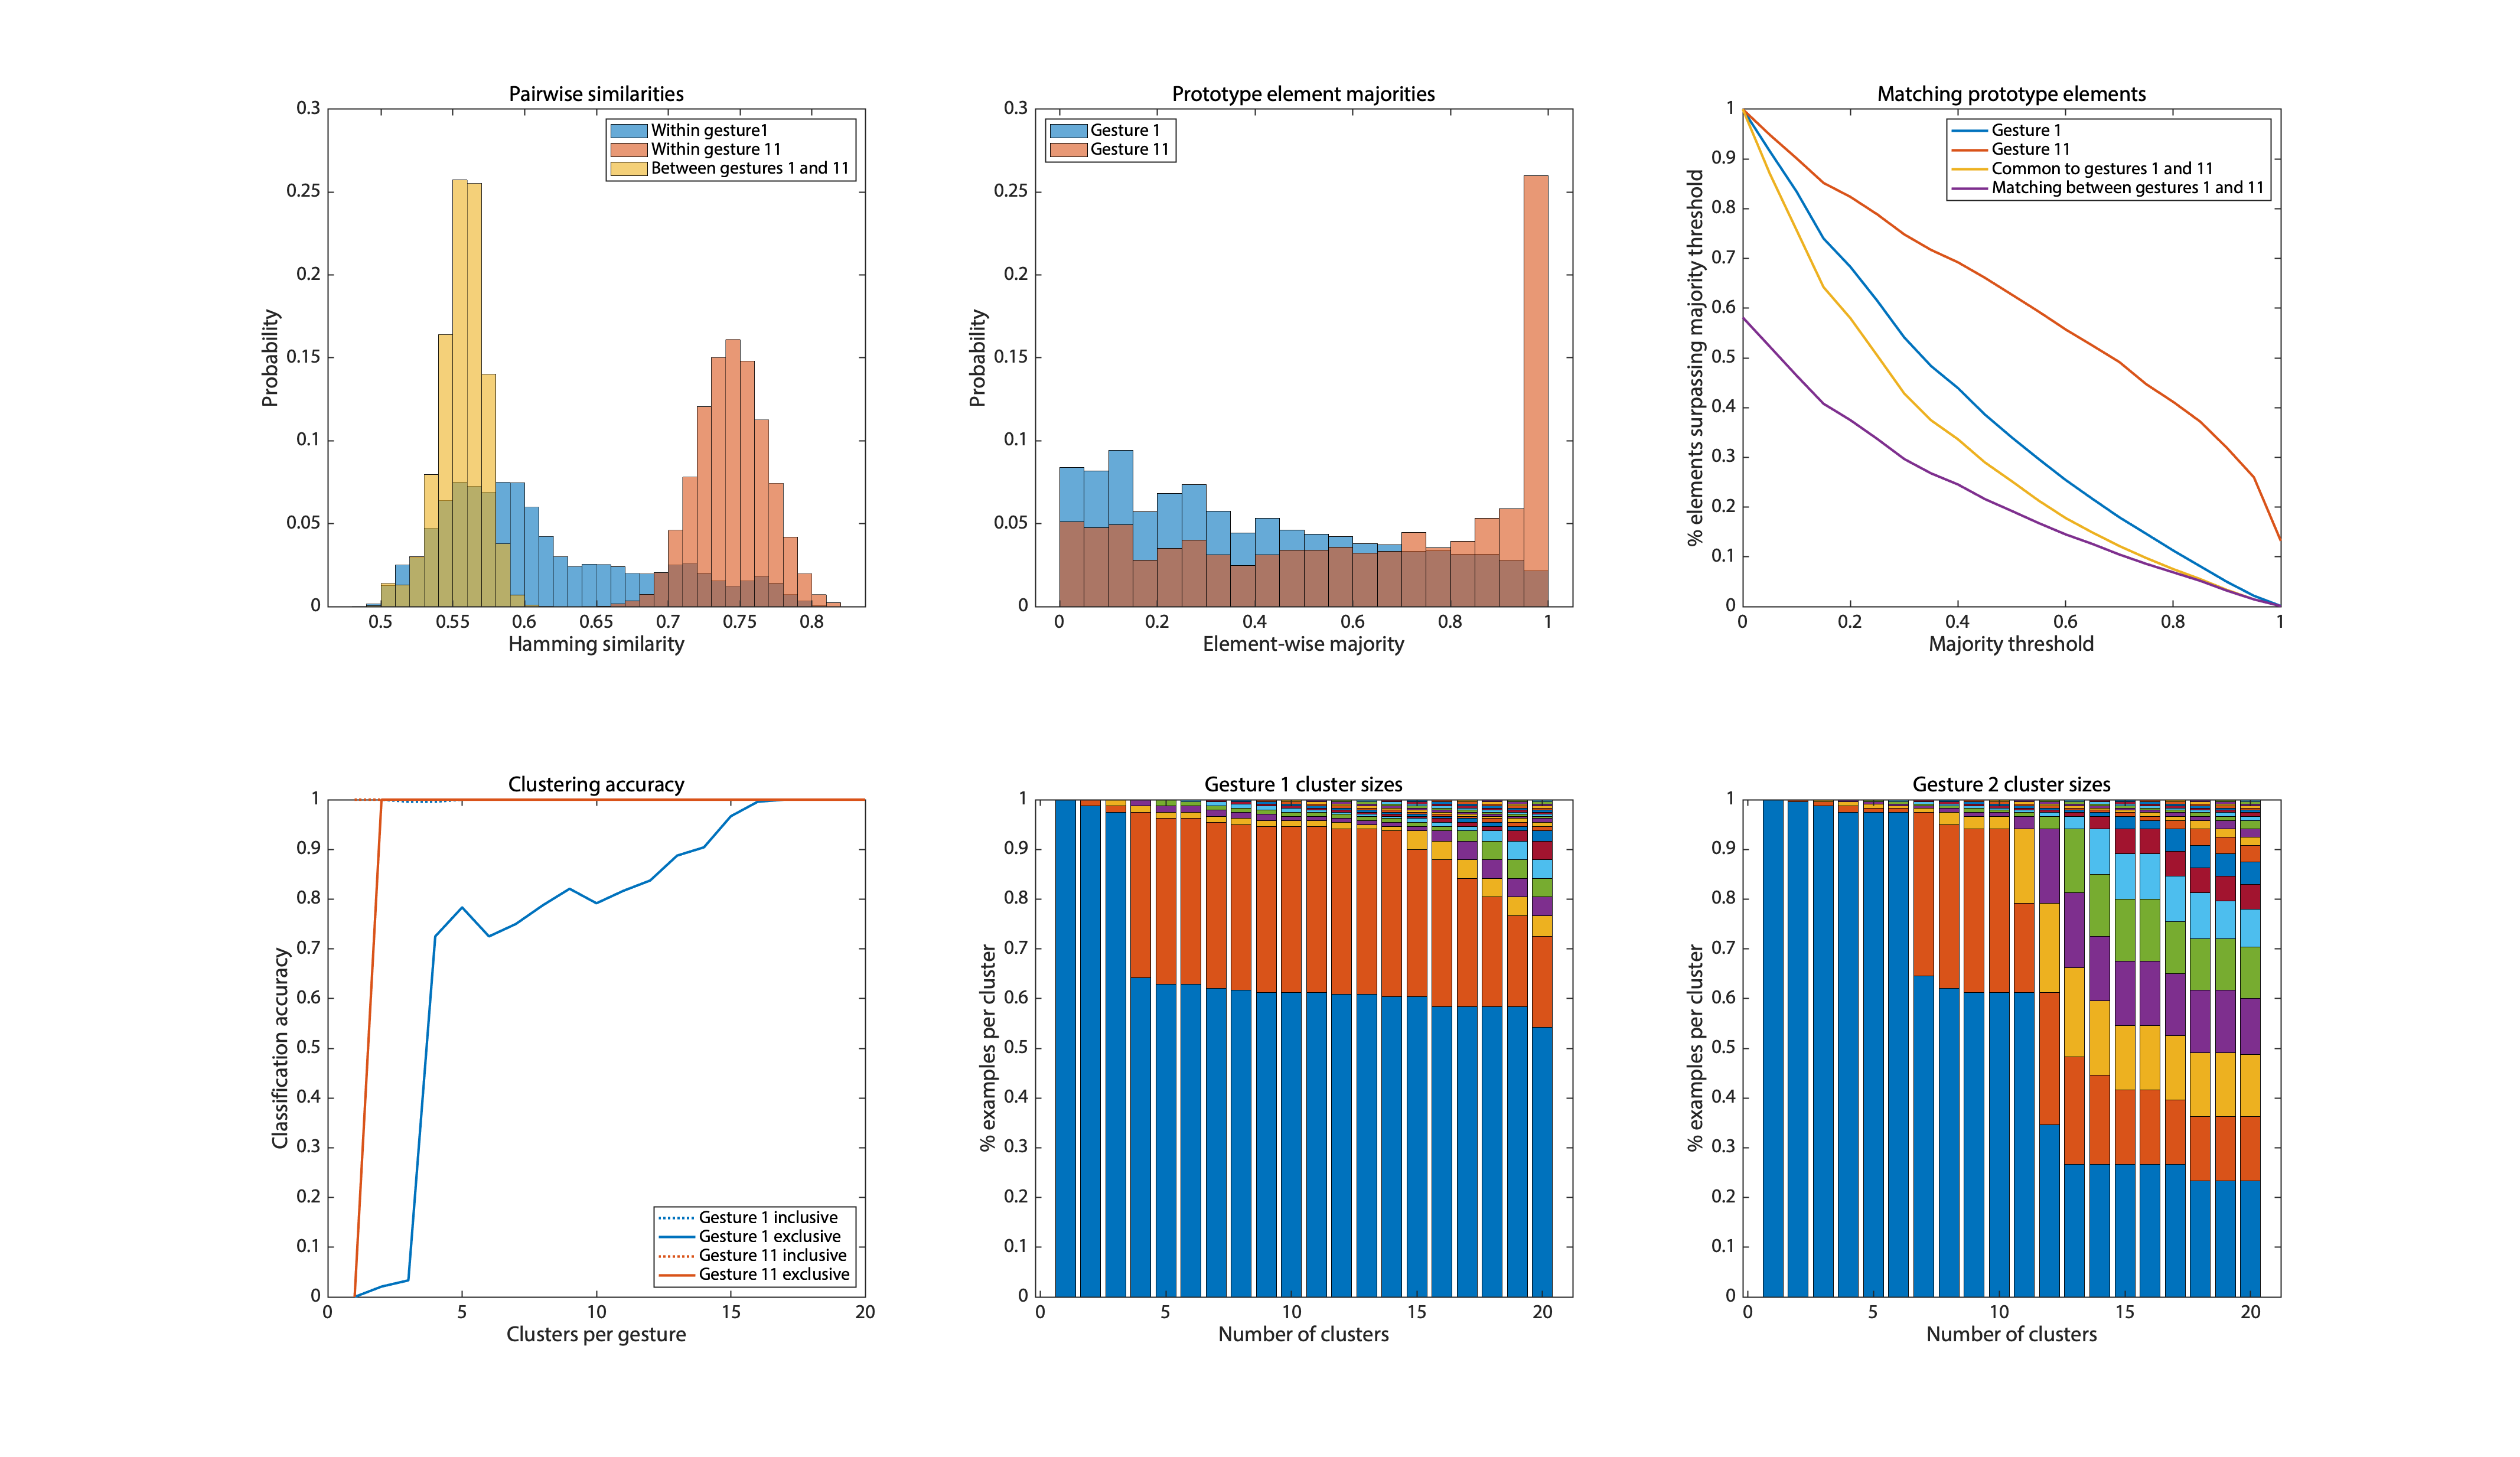 Pairwise similarities
0.3
0.25
0.2
0.15
0.1
0.05
0
Probability
Within gesture1
Within gesture 11
Between gestures 1 and 11
0.5 0.55 0.6 0.65 0.7 0.75 0.8
Hamming similarity
Prototype element majorities
0.3
0.25
0.2
0.15
0.1
0.05
0
Probability
Gesture 1
Gesture 11
0 0.2 0.4 0.6 0.8 1
Element-wise majority
Matching prototype elements
1
0.9
0.8
0.7
0.6
0.5
0.4
0.3
0.2
0.1
0
% elements surpassing majority threshold
Gesture 1
Gesture 11
Common to gestures 1 and 11
Matching between gestures 1 and 11
0 0.2 0.4 0.6 0.8 1
Majority threshold
Clustering accuracy
1
0.9
0.8
0.7
0.6
0.5
0.4
0.3
0.2
0.1
0
Classification accuracy
Gesture 1 inclusive
Gesture 1 exclusive
Gesture 11 inclusive
Gesture 11 exclusive
0 5 10 15 20
Clusters per gesture
Gesture 1 cluster sizes
1
0.9
0.8
0.7
0.6
0.5
0.4
0.3
0.2
0.1
0
% examples per cluster
0 5 10 15 20
Number of clusters
Gesture 2 cluster sizes
1
0.9
0.8
0.7
0.6
0.5
0.4
0.3
0.2
0.1
0
% examples per cluster
0 5 10 15 20
Number of clusters